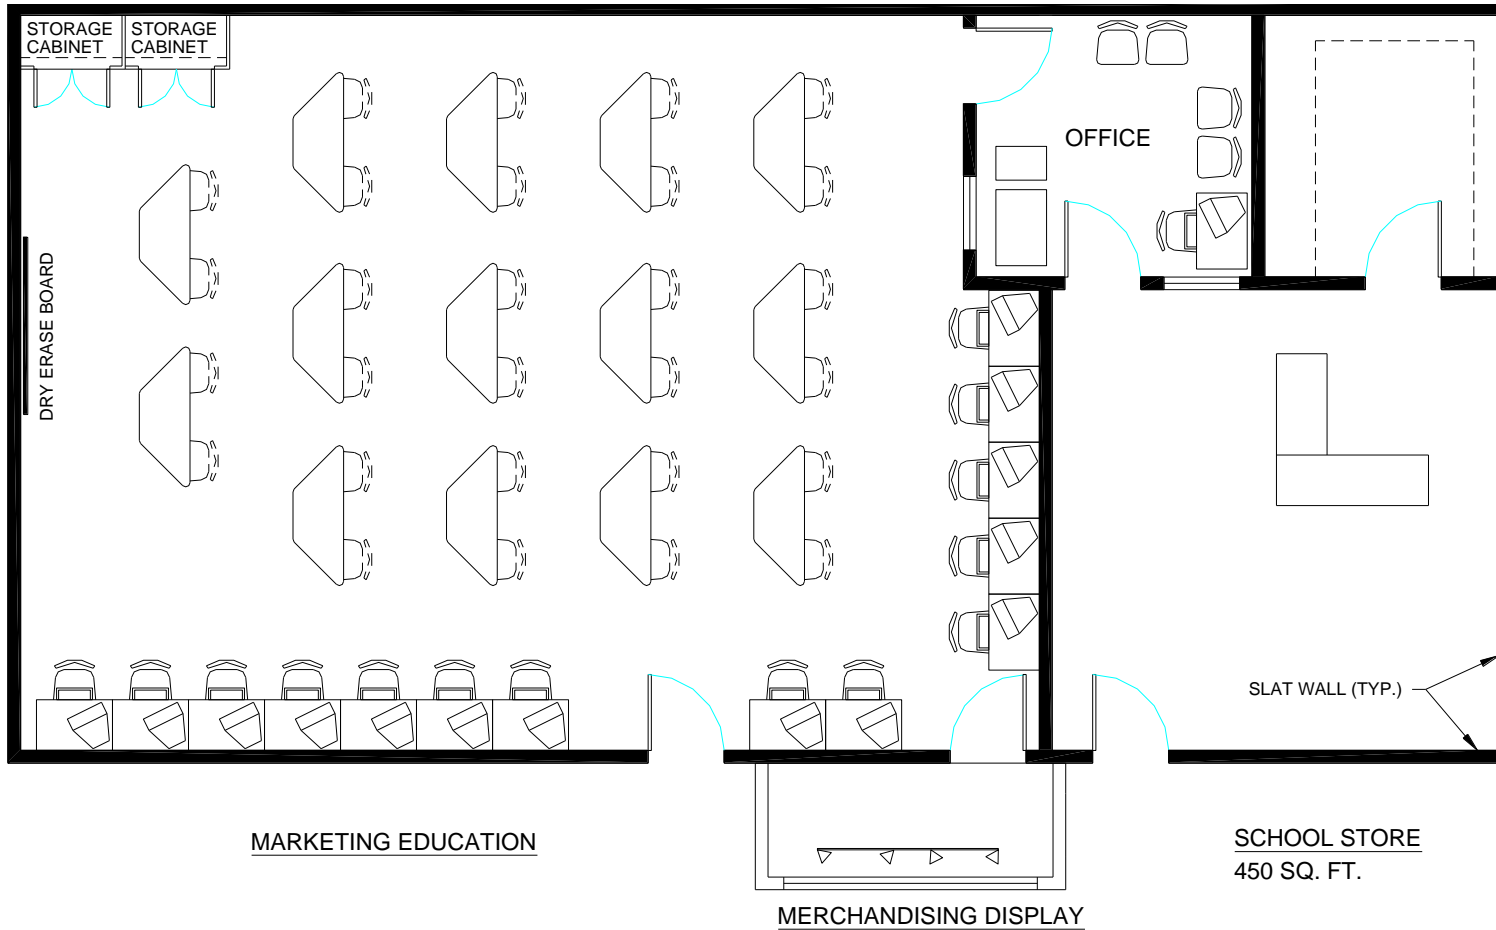 STORAGE
CABINET
STORAGE
CABINET
OFFICE
DRY ERASE BOARD
SLAT WALL (TYP.)
MARKETING EDUCATION
SCHOOL STORE
450 SQ. FT.
MERCHANDISING DISPLAY